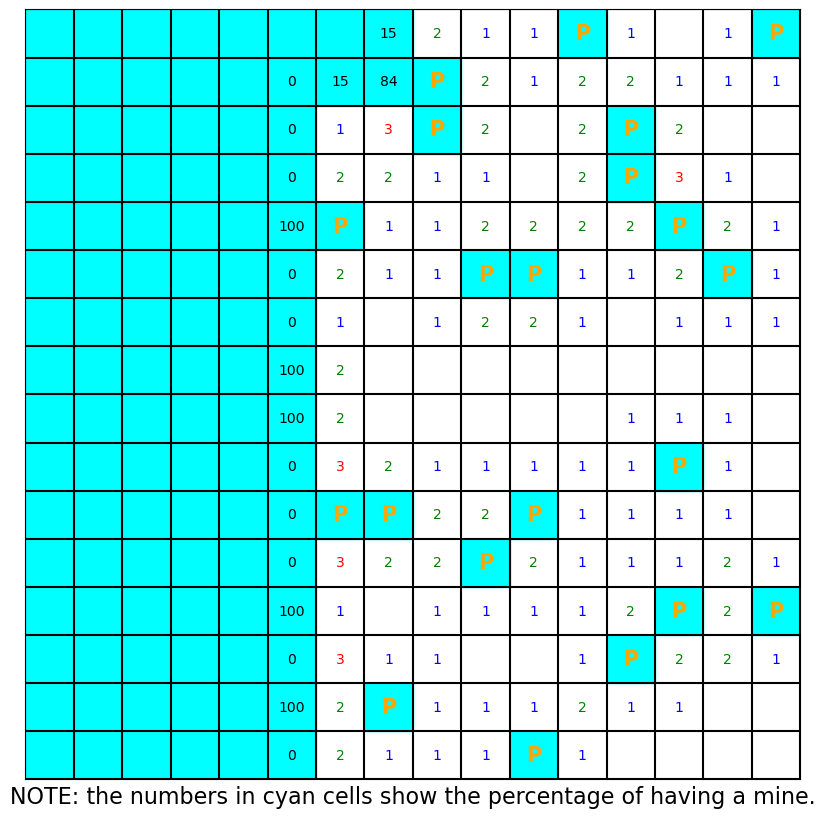 15 2 1 1 P 1 1 P
0 15 84 P 2 1 2 2 1 1 1
0 1 3 P 2 2 P 2
0 2 2 1 1 2 P 3 1
100 P 1 1 2 2 2 2 P 2 1
0 2 1 1 P P 1 1 2 P 1
0 1 1 2 2 1 1 1 1
100 2
100 2 1 1 1
0 3 2 1 1 1 1 1 P 1
0 P P 2 2 P 1 1 1 1
0 3 2 2 P 2 1 1 1 2 1
100 1 1 1 1 1 2 P 2 P
0 3 1 1 1 P 2 2 1
100 2 P 1 1 1 2 1 1
0 2 1 1 1 P 1
NOTE: the numbers in cyan cells show the percentage of having a mine.